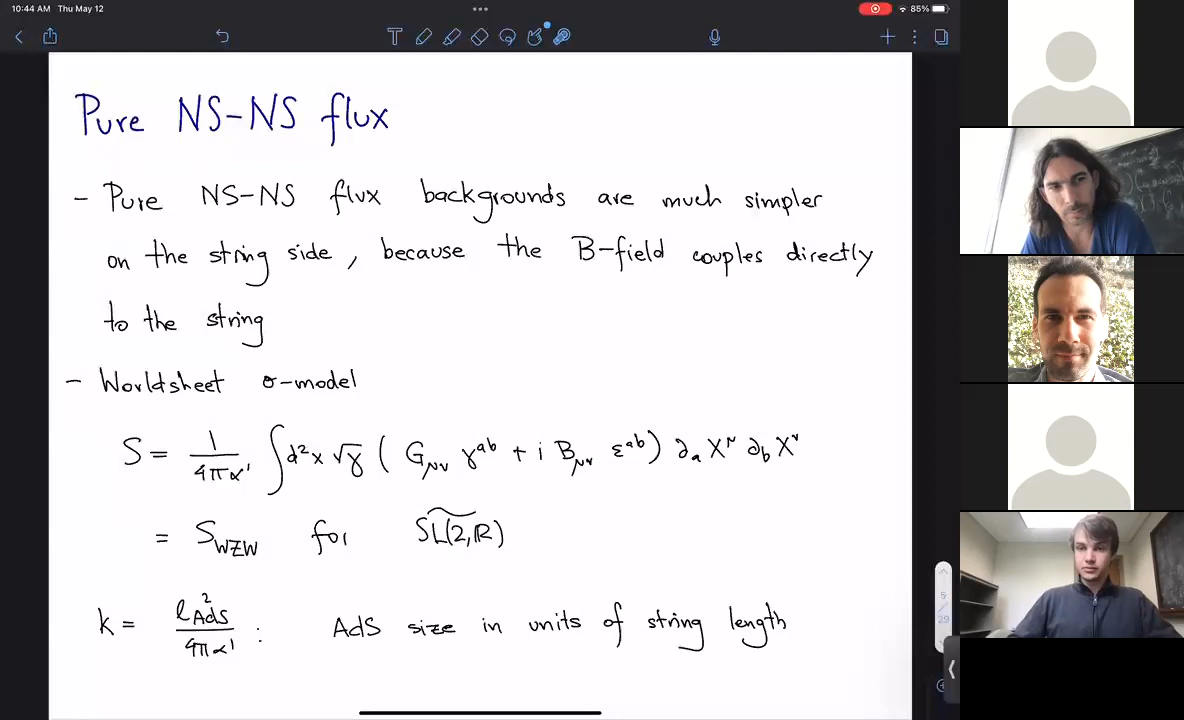 10:44 AM Thu May 12
85%
Pure NS-NS flux
- Pure NS-NS flux backgrounds are much simpler
on the string side, because the B-field couples directly
to the string
- Worldsheet σ-model
S = 1/4πα' ∫d²x √γ ( G_μν γ^ab + i B_μν ε^ab ) ∂_a X^μ ∂_b X^ν
= S_WZW for S͠L(2,ℝ)
k = ℓ²_AdS/4πα' : AdS size in units of string length
5
29